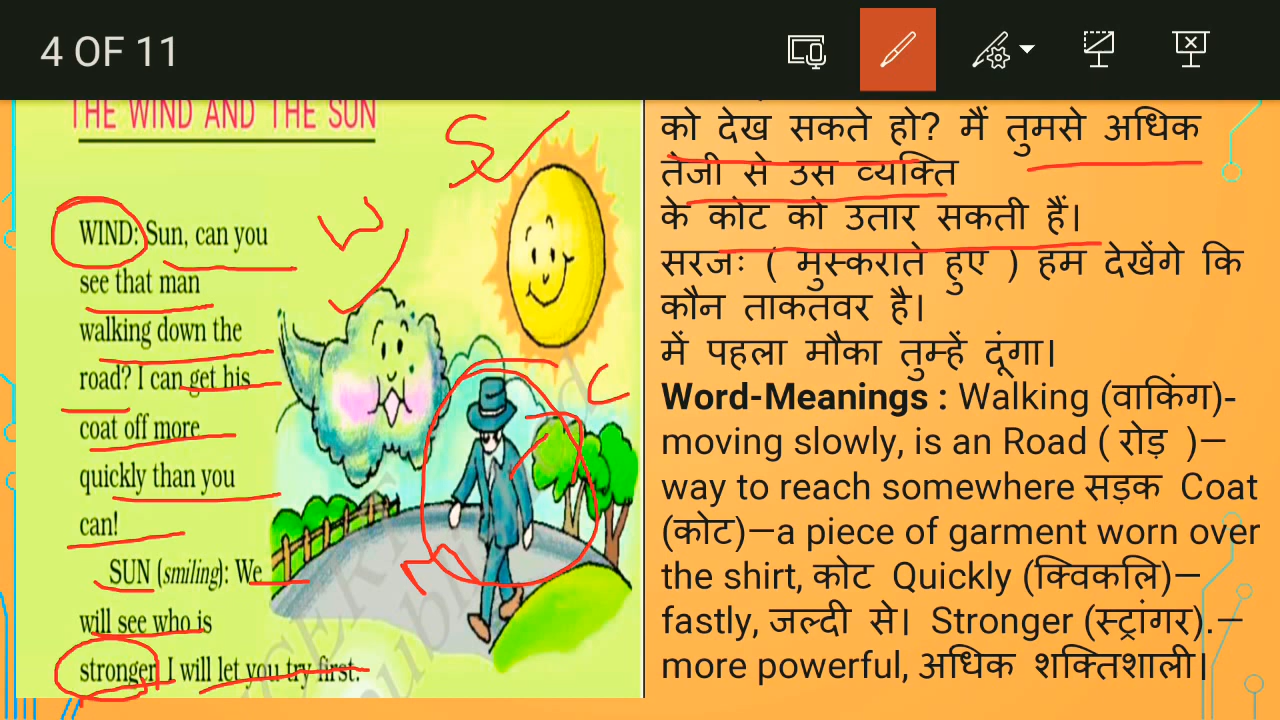 4 OF 11
THE WIND AND THE SUN
S
W
C
M
WIND: Sun, can you
see that man
walking down the
road? I can get his
coat off more
quickly than you
can!
SUN (smiling): We
will see who is
stronger. I will let you try first.
को देख सकते हो? मैं तुमसे अधिक
तेजी से उस व्यक्ति
के कोट को उतार सकती हैं।
सरजः ( मुस्कराते हुए ) हम देखेंगे कि
कौन ताकतवर है।
में पहला मौका तुम्हें दूंगा।
Word-Meanings : Walking (वाकिंग)-
moving slowly, is an Road ( रोड़ )—
way to reach somewhere सड़क Coat
(कोट)—a piece of garment worn over
the shirt, कोट Quickly (क्विकलि)—
fastly, जल्दी से। Stronger (स्ट्रांगर).—
more powerful, अधिक शक्तिशाली।